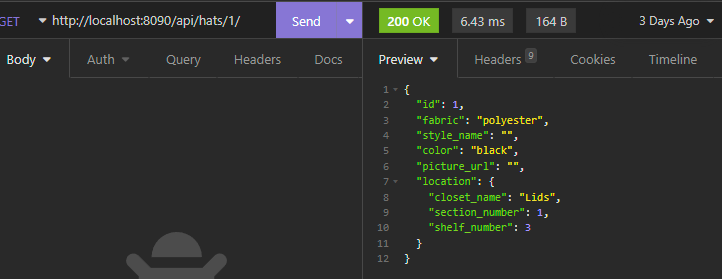 GET http://localhost:8090/api/hats/1/ Send 200 OK 6.43 ms 164 B 3 Days Ago
Body Auth Query Headers Docs Preview Headers 9 Cookies Timeline
1 {
2 "id": 1,
3 "fabric": "polyester",
4 "style_name": "",
5 "color": "black",
6 "picture_url": "",
7 "location": {
8 "closet_name": "Lids",
9 "section_number": 1,
10 "shelf_number": 3
11 }
12 }